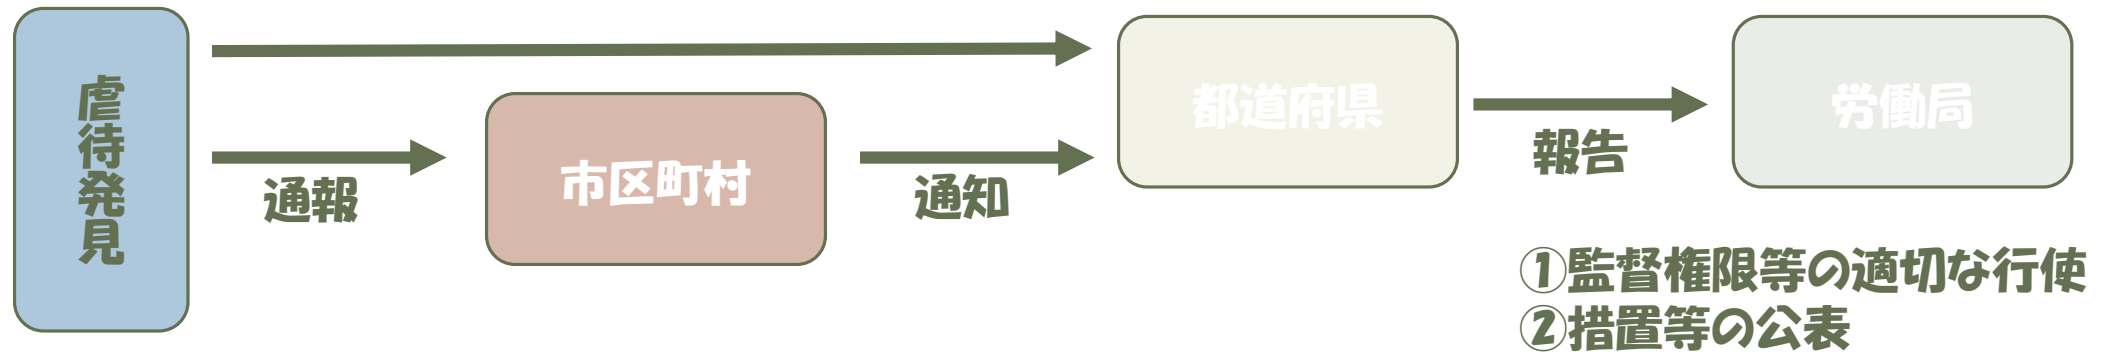 虐待発見
通報
市区町村
通知
都道府県
報告
労働局
①監督権限等の適切な行使
②措置等の公表